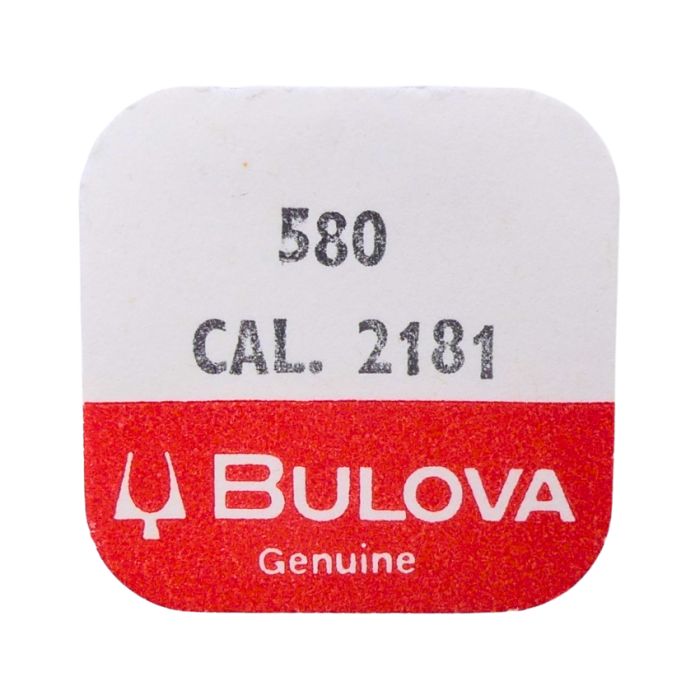 580
CAL. 2181
BULOVA
Genuine